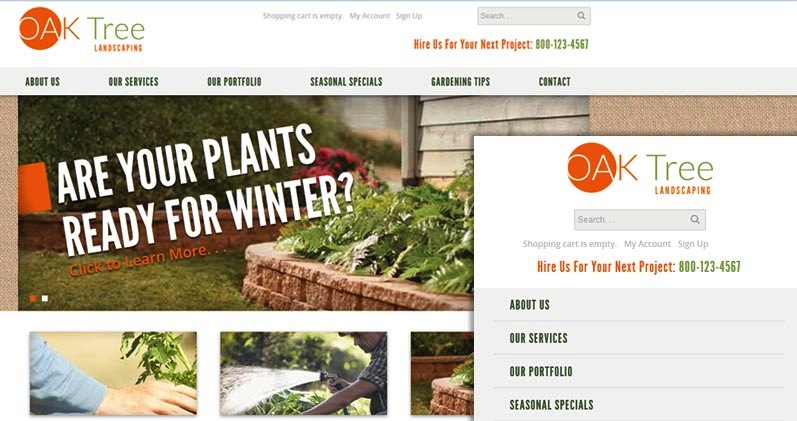 OAK Tree
LANDSCAPING
Shopping cart is empty. My Account Sign Up
Search. . .
Hire Us For Your Next Project: 800-123-4567
ABOUT US OUR SERVICES OUR PORTFOLIO SEASONAL SPECIALS GARDENING TIPS CONTACT
ARE YOUR PLANTS
READY FOR WINTER?
Click to Learn More. . .
OAK Tree
LANDSCAPING
Search. . .
Shopping cart is empty. My Account Sign Up
Hire Us For Your Next Project: 800-123-4567
ABOUT US
OUR SERVICES
OUR PORTFOLIO
SEASONAL SPECIALS